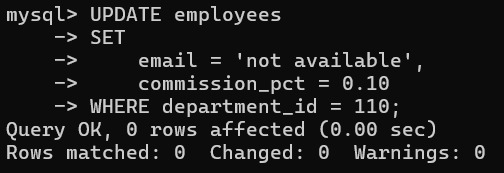 mysql> UPDATE employees
    -> SET
    ->     email = 'not available',
    ->     commission_pct = 0.10
    -> WHERE department_id = 110;
Query OK, 0 rows affected (0.00 sec)
Rows matched: 0  Changed: 0  Warnings: 0